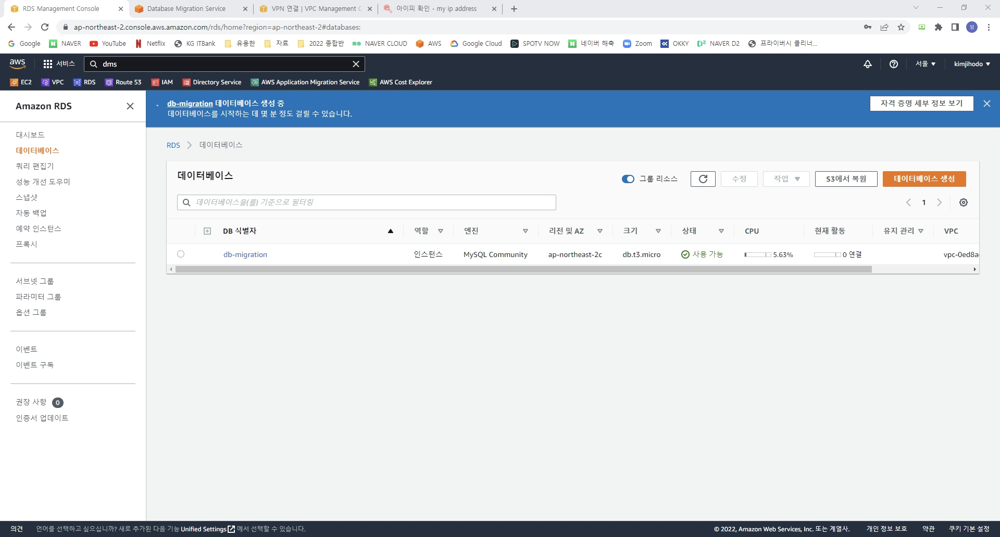 RDS Management Console
Database Migration Service
VPN 연결 | VPC Management C
아이피 확인 - my ip address
ap-northeast-2.console.aws.amazon.com/rds/home?region=ap-northeast-2#databases:
임
Google NAVER YouTube Netflix KG ITBank 유용한 자료 2022 종합반 NAVER CLOUD AWS Google Cloud SPOTV NOW 네이버 해축 Zoom OKKY NAVER D2 프라이버시 클리너...
aws 서비스 dms 서울 kimjihodo
EC2 VPC RDS Route 53 IAM Directory Service AWS Application Migration Service AWS Cost Explorer
Amazon RDS
대시보드
데이터베이스
쿼리 편집기
성능 개선 도우미
스냅샷
자동 백업
예약 인스턴스
프록시
서브넷 그룹
파라미터 그룹
옵션 그룹
이벤트
이벤트 구독
권장 사항 0
인증서 업데이트
db-migration 데이터베이스 생성 중
데이터베이스를 시작하는 데 몇 분 정도 걸릴 수 있습니다.
자격 증명 세부 정보 보기
RDS 데이터베이스
데이터베이스
그룹 리소스 수정 작업 S3에서 복원 데이터베이스 생성
데이터베이스을(를) 기준으로 필터링
1
DB 식별자 역할 엔진 리전 및 AZ 크기 상태 CPU 현재 활동 유지 관리 VPC
db-migration 인스턴스 MySQL Community ap-northeast-2c db.t3.micro 사용 가능 5.63% 0 연결 vpc-0ed8a
의견 언어를 선택하고 싶으십니까? 새로 추가된 다음 기능 Unified Settings 에서 선택할 수 있습니다.
© 2022, Amazon Web Services, Inc. 또는 계열사. 개인 정보 보호 약관 쿠키 기본 설정